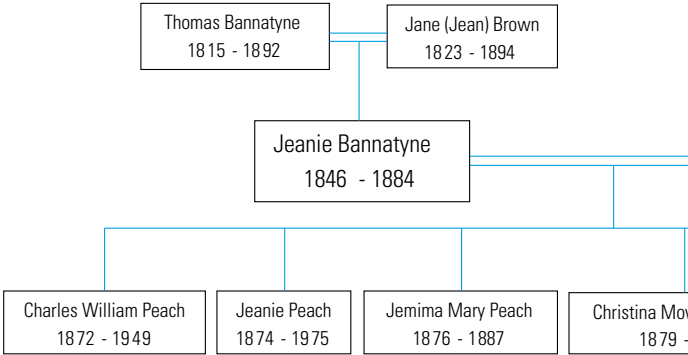 Thomas Bannatyne
1815 - 1892
Jane (Jean) Brown
1823 - 1894
Jeanie Bannatyne
1846 - 1884
Charles William Peach
1872 - 1949
Jeanie Peach
1874 - 1975
Jemima Mary Peach
1876 - 1887
Christina
1879 -